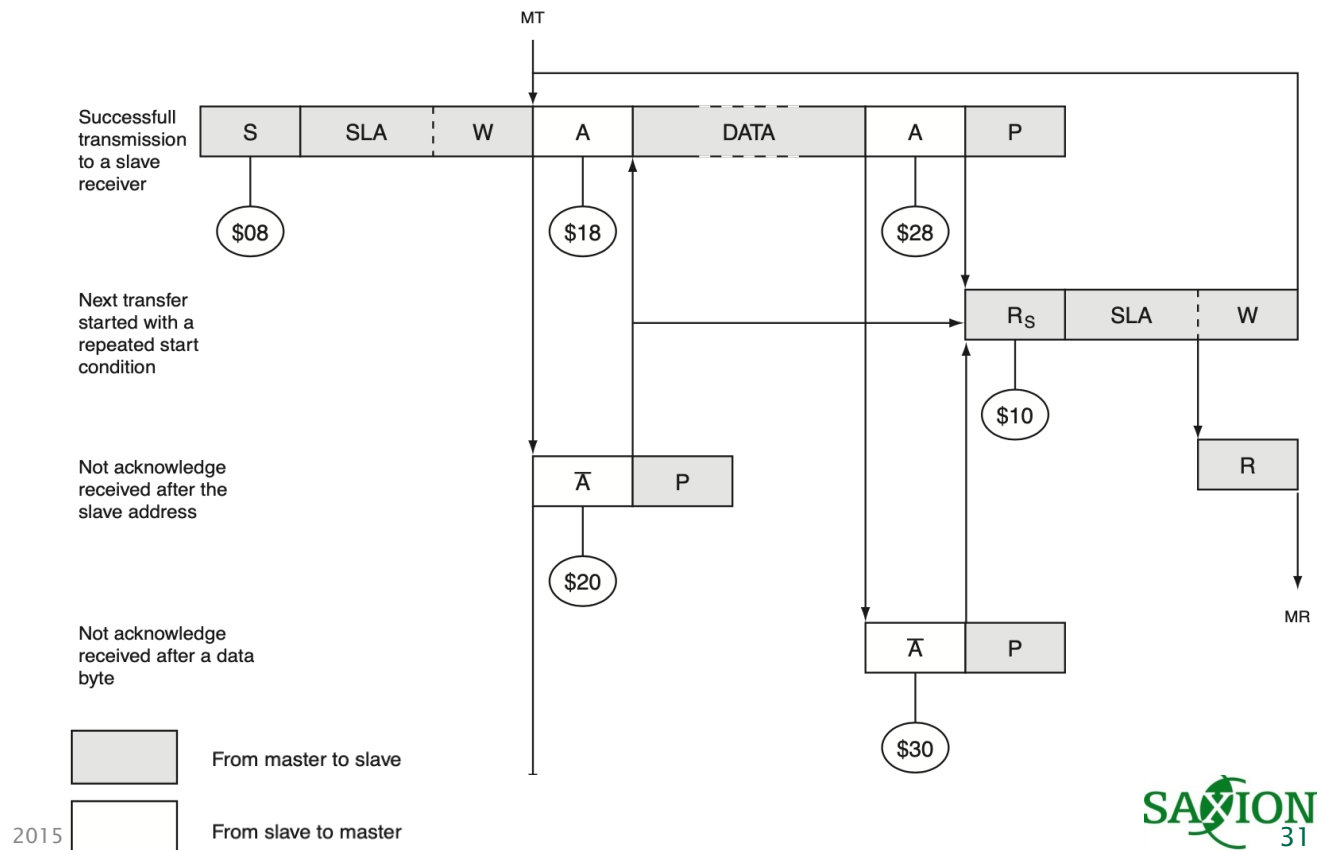 MT
Successfull
transmission
to a slave
receiver
S SLA W A DATA A P
$08 $18 $28
Next transfer
started with a
repeated start
condition
RS SLA W
$10
Not acknowledge
received after the
slave address
A P
R
$20
MR
Not acknowledge
received after a data
byte
A P
$30
From master to slave
From slave to master
2015
SAXION
31